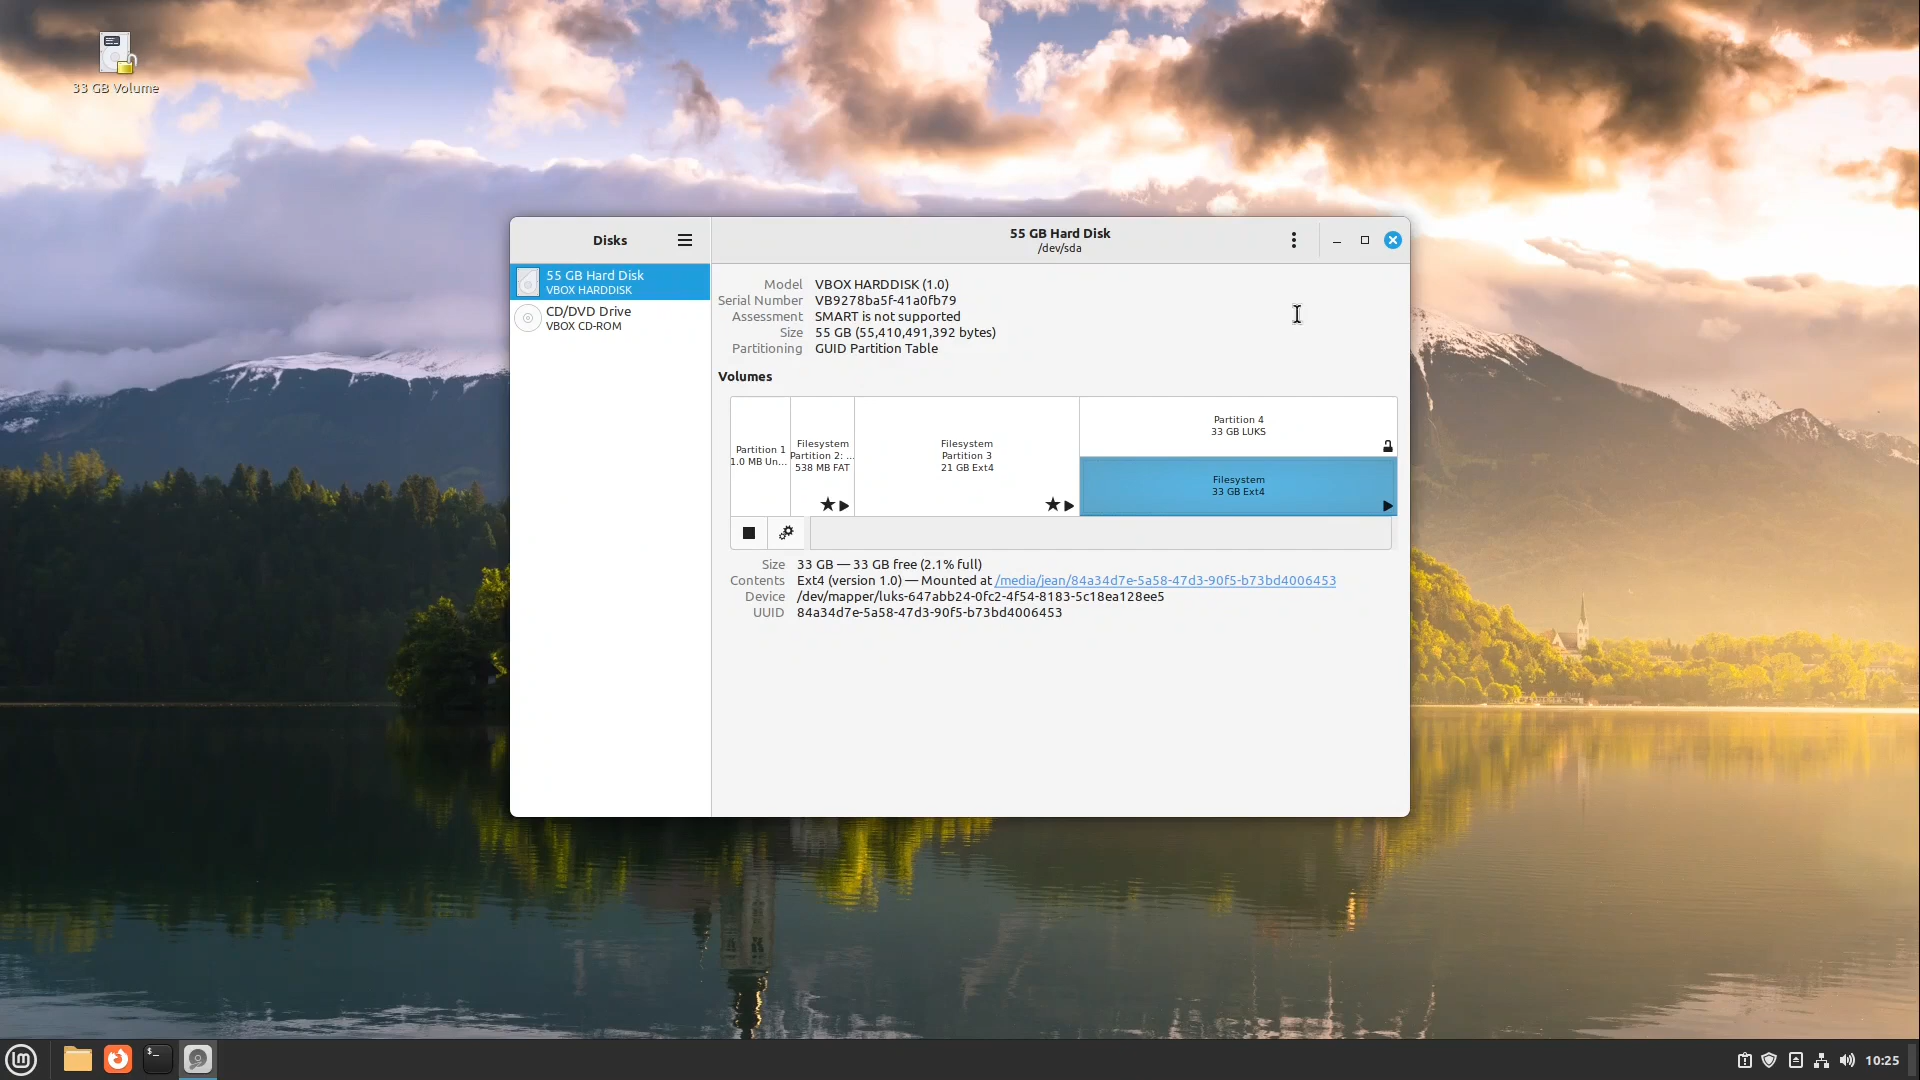 33 GB Volume
Disks
55 GB Hard Disk
/dev/sda
55 GB Hard Disk
VBOX HARDDISK
CD/DVD Drive
VBOX CD-ROM
Model VBOX HARDDISK (1.0)
Serial Number VB9278ba5f-41a0fb79
Assessment SMART is not supported
Size 55 GB (55,410,491,392 bytes)
Partitioning GUID Partition Table
Volumes
Partition 1
1.0 MB Un...
Filesystem
Partition 2: ...
538 MB FAT
Filesystem
Partition 3
21 GB Ext4
Partition 4
33 GB LUKS
Filesystem
33 GB Ext4
Size 33 GB — 33 GB free (2.1% full)
Contents Ext4 (version 1.0) — Mounted at /media/jean/84a34d7e-5a58-47d3-90f5-b73bd4006453
Device /dev/mapper/luks-647abb24-0fc2-4f54-8183-5c18ea128ee5
UUID 84a34d7e-5a58-47d3-90f5-b73bd4006453
10:25